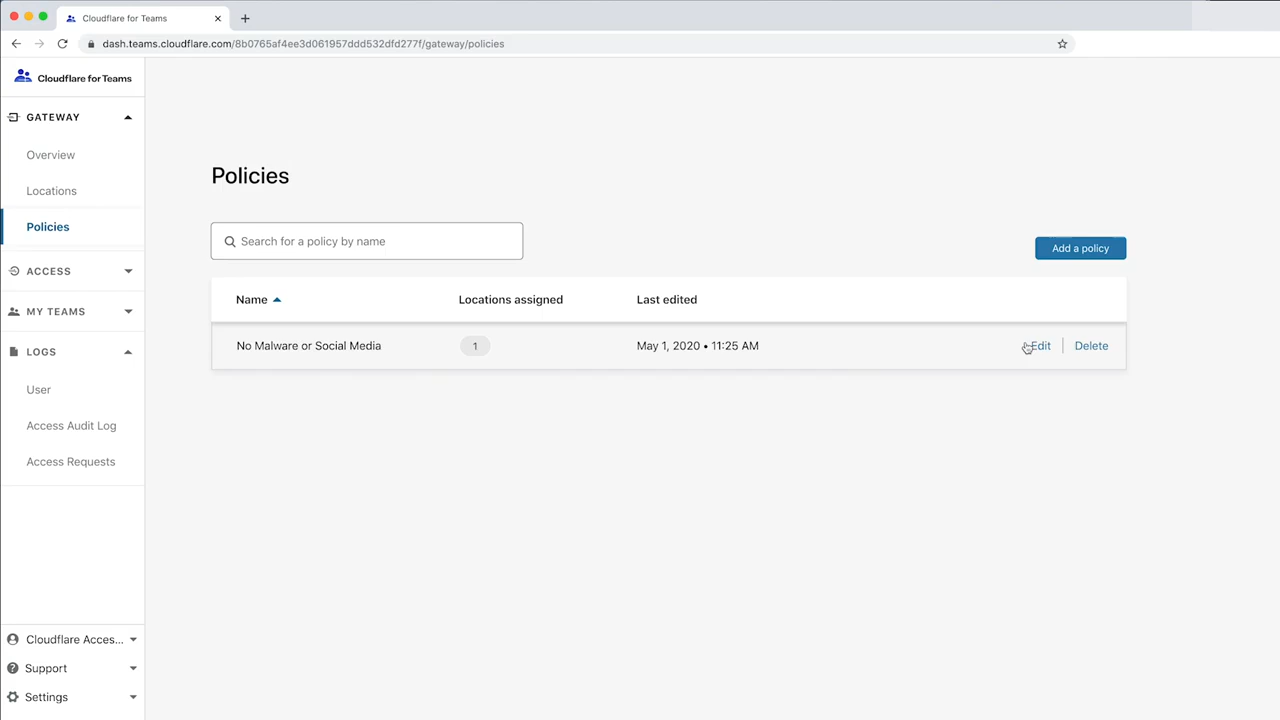 Cloudflare for Teams
dash.teams.cloudflare.com/8b0765af4ee3d061957ddd532dfd277f/gateway/policies
Cloudflare for Teams
GATEWAY
Overview
Locations
Policies
ACCESS
MY TEAMS
LOGS
User
Access Audit Log
Access Requests
Cloudflare Acces...
Support
Settings
Policies
Search for a policy by name
Add a policy
Name Locations assigned Last edited
No Malware or Social Media 1 May 1, 2020 • 11:25 AM Edit Delete